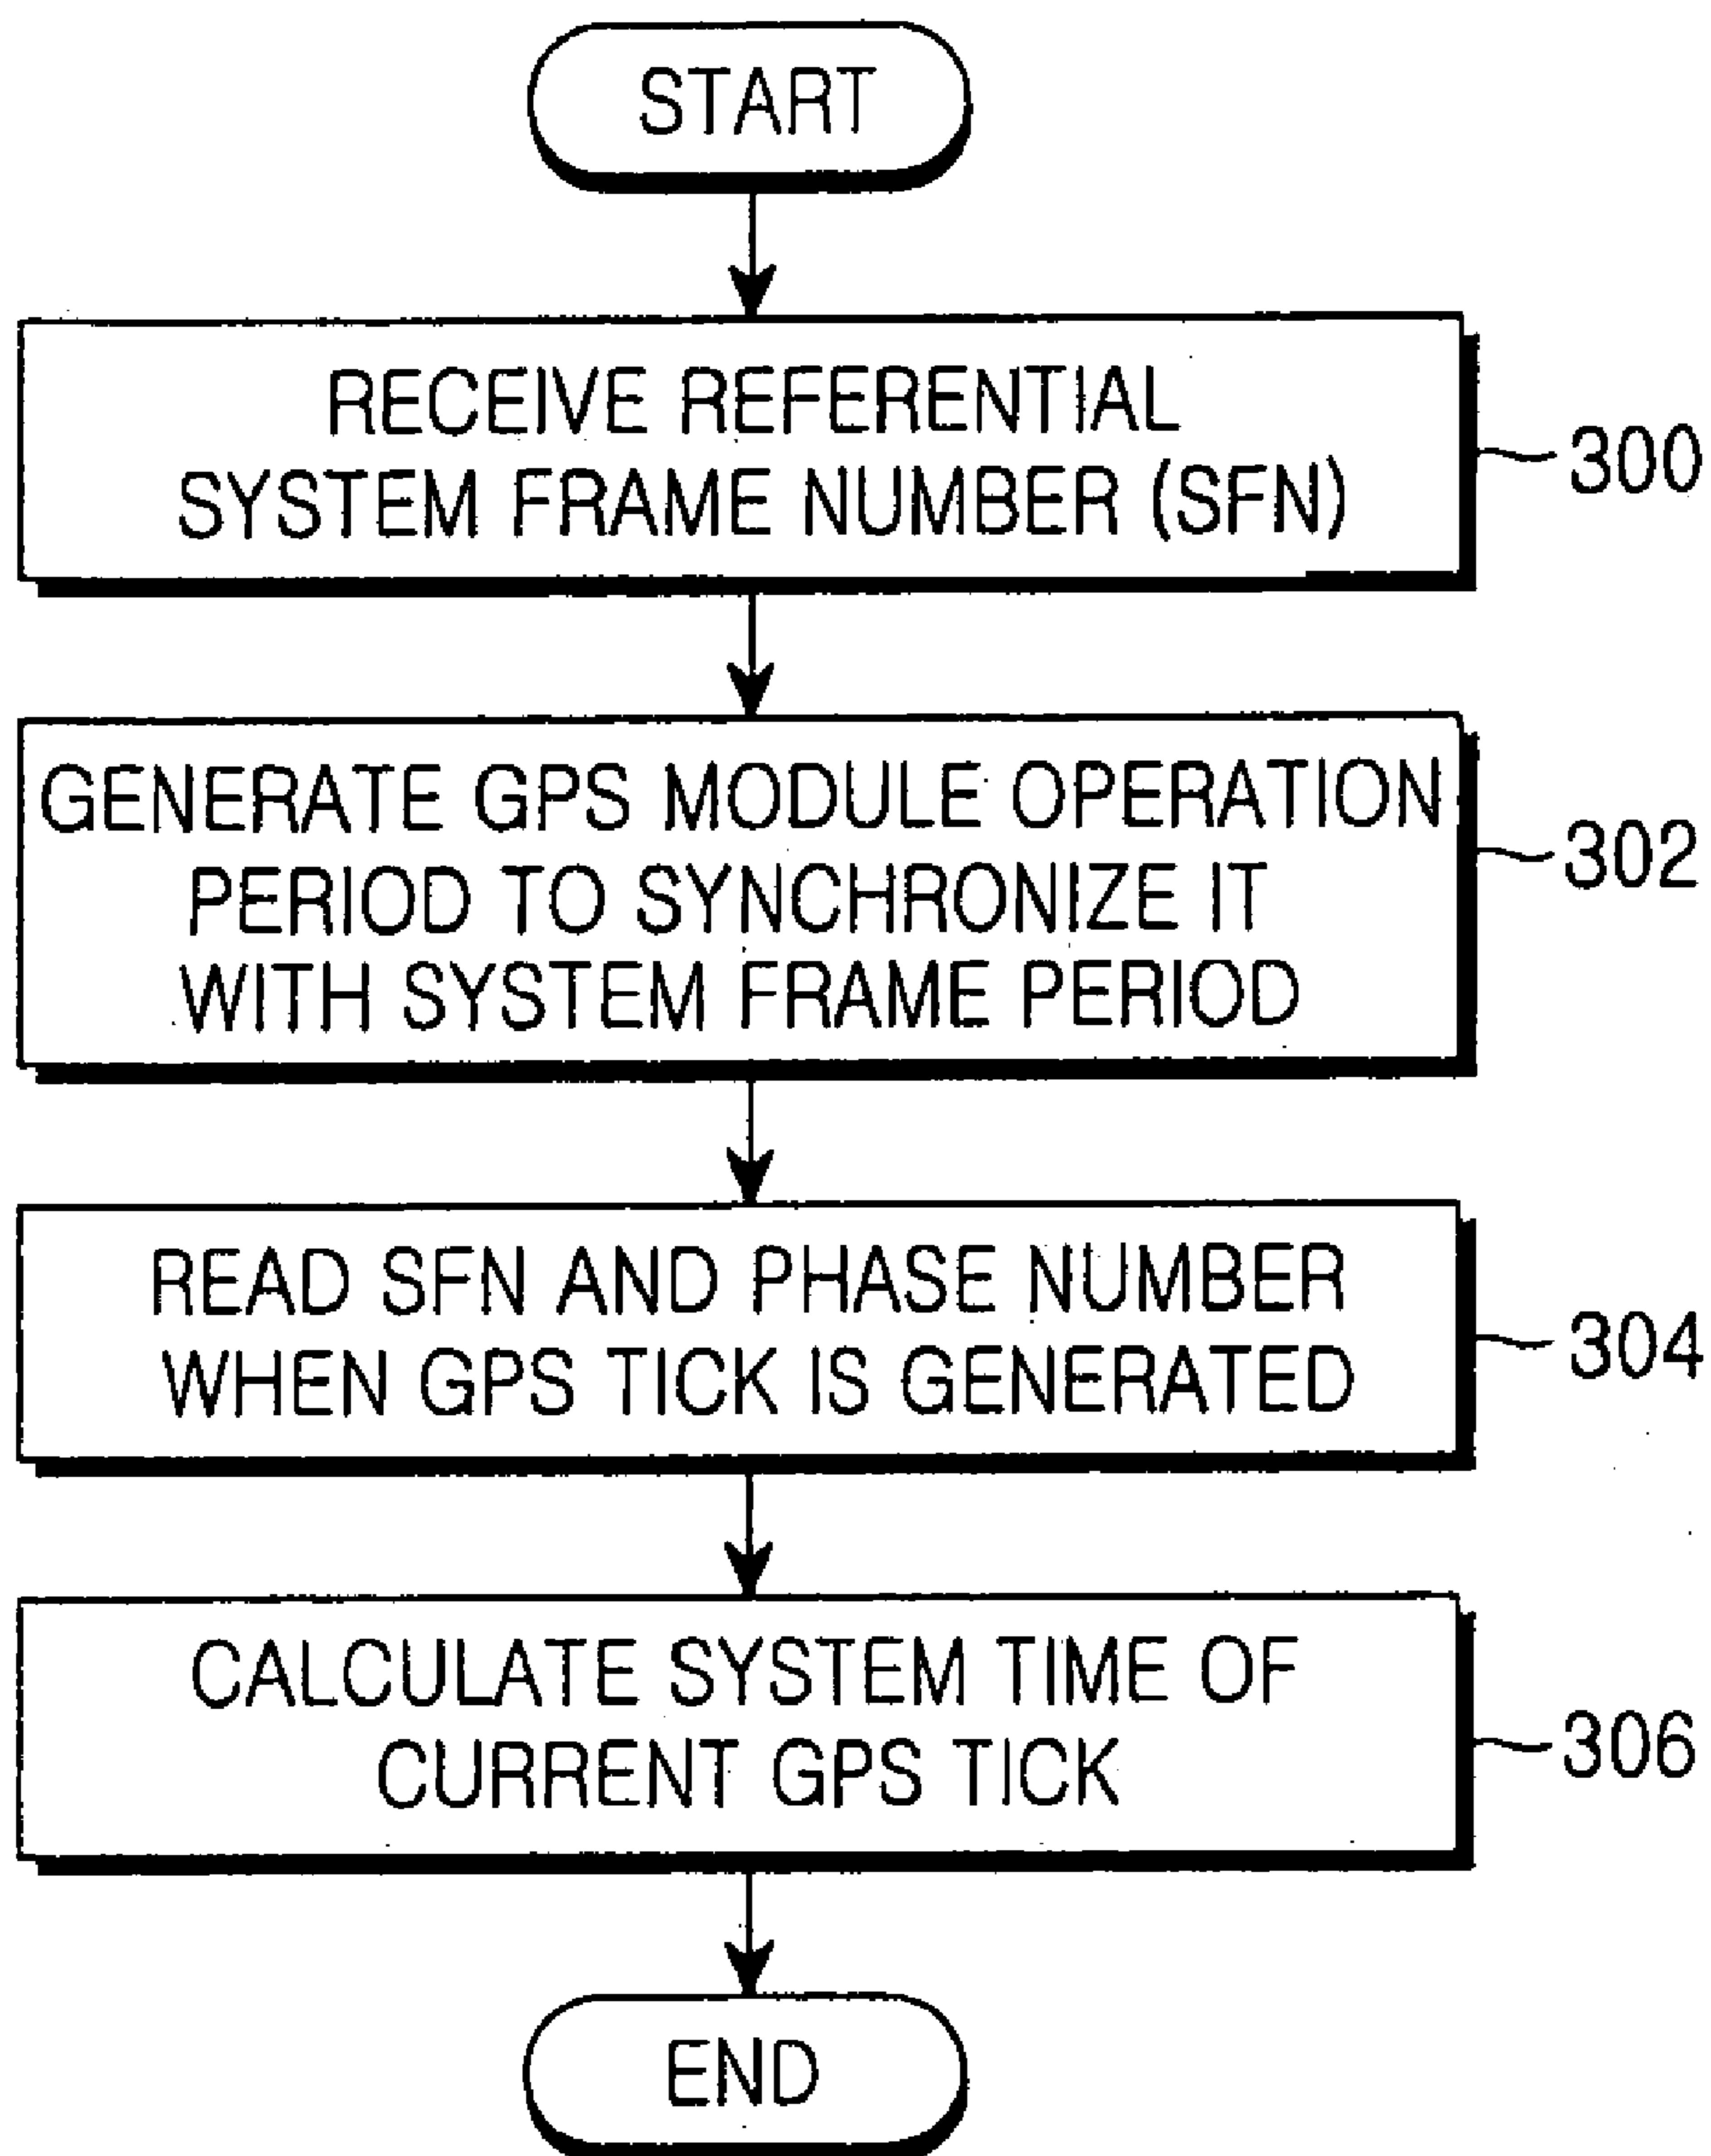 START
RECEIVE REFERENTIAL
SYSTEM FRAME NUMBER (SFN)
300
GENERATE GPS MODULE OPERATION
PERIOD TO SYNCHRONIZE IT
WITH SYSTEM FRAME PERIOD
302
READ SFN AND PHASE NUMBER
WHEN GPS TICK IS GENERATED
304
CALCULATE SYSTEM TIME OF
CURRENT GPS TICK
306
END